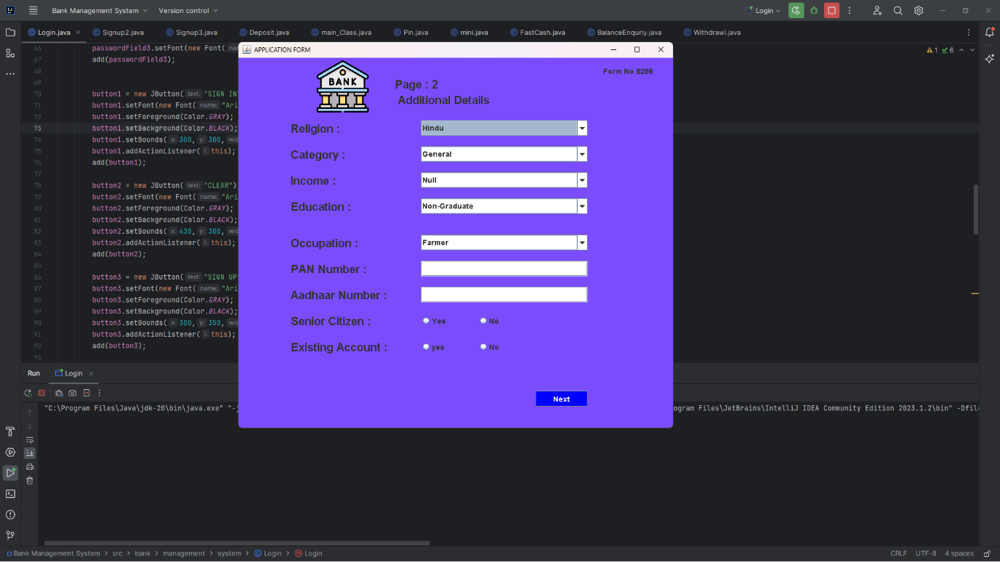 Bank Management System
Version control
Login
Login.java
Signup2.java
Signup3.java
Deposit.java
main_Class.java
Pin.java
mini.java
FastCash.java
BalanceEnquriy.java
Withdrawl.java
66 passwordField3.setFont(new Font(
67 add(passwordField3);
68
69
70 button1 = new JButton( text: "SIGN IN
71 button1.setFont(new Font( name: "Ari
72 button1.setForeground(Color.GRAY);
73 button1.setBackground(Color.BLACK);
74 button1.setBounds( x: 300, y: 300,
75 button1.addActionListener( l: this);
76 add(button1);
77
78 button2 = new JButton( text: "CLEAR")
79 button2.setFont(new Font( name: "Ari
80 button2.setForeground(Color.GRAY);
81 button2.setBackground(Color.BLACK);
82 button2.setBounds( x: 430, y: 300,
83 button2.addActionListener( l: this);
84 add(button2);
85
86 button3 = new JButton( text: "SIGN UP
87 button3.setFont(new Font( name: "Ari
88 button3.setForeground(Color.GRAY);
89 button3.setBackground(Color.BLACK);
90 button3.setBounds( x: 300, y: 350,
91 button3.addActionListener( l: this);
92 add(button3);
93
1 6
APPLICATION FORM
BANK
Form No 8256
Page : 2
Additional Details
Religion : Hindu
Category : General
Income : Null
Education : Non-Graduate
Occupation : Farmer
PAN Number :
Aadhaar Number :
Senior Citizen : Yes No
Existing Account : yes No
Next
Run Login
"C:\Program Files\Java\jdk-20\bin\java.exe" "-j
ogram Files\JetBrains\IntelliJ IDEA Community Edition 2023.1.2\bin" -Dfile
Bank Management System > src > bank > management > system > Login > Login
CRLF UTF-8 4 spaces